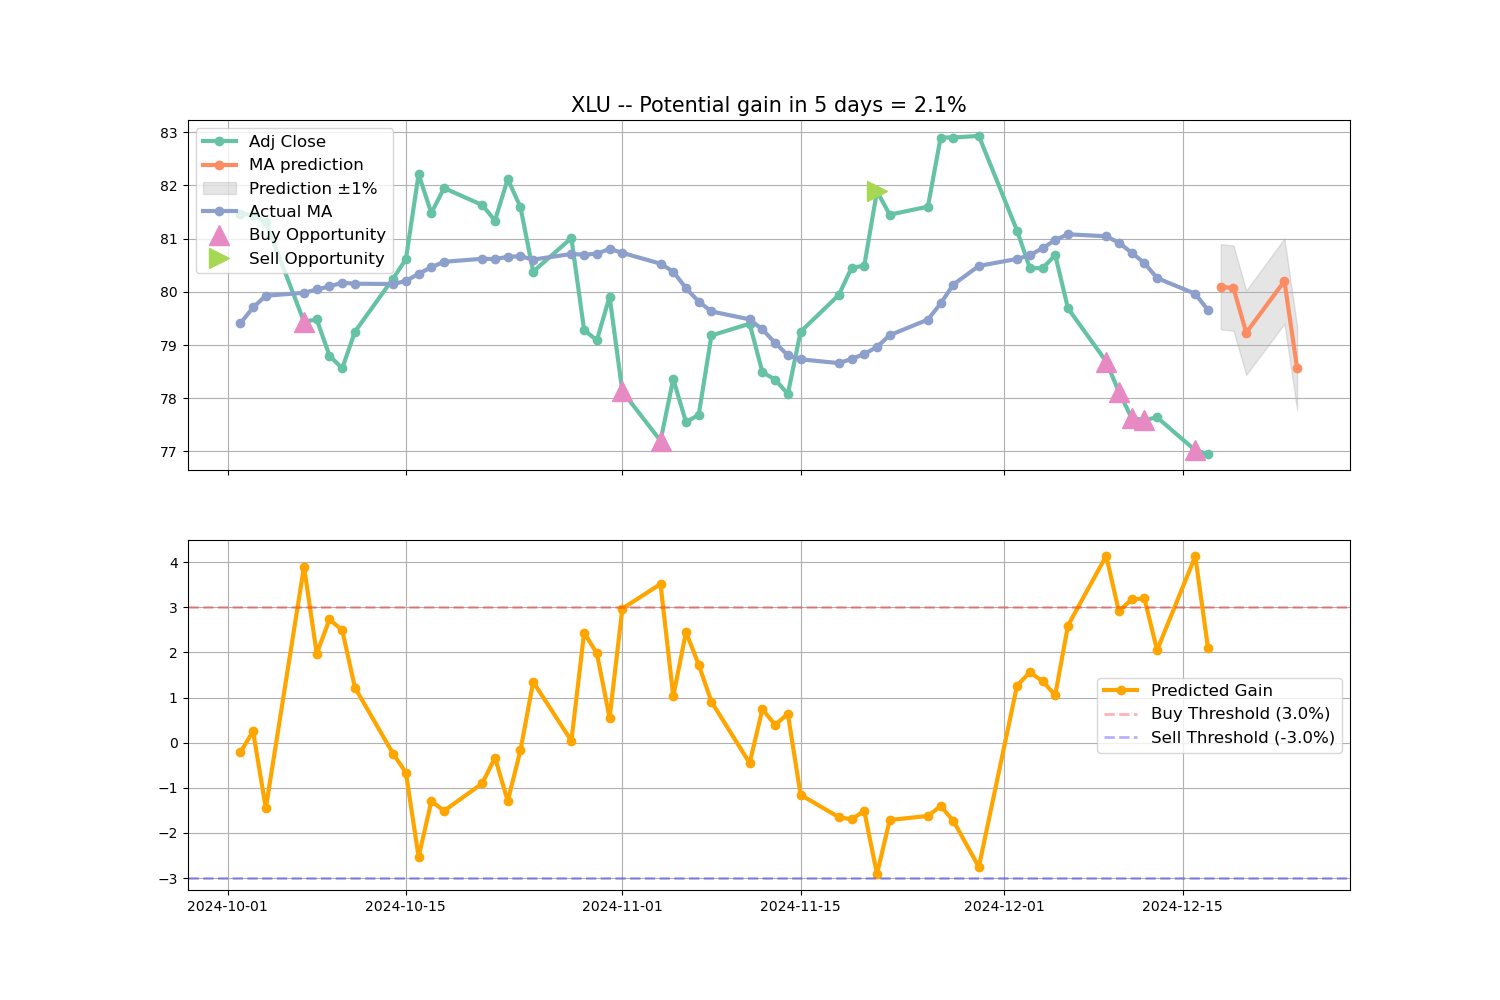 XLU -- Potential gain in 5 days = 2.1%
83
82
81
80
79
78
77
Adj Close
MA prediction
Prediction ±1%
Actual MA
Buy Opportunity
Sell Opportunity
4
3
2
1
0
−1
−2
−3
Predicted Gain
Buy Threshold (3.0%)
Sell Threshold (-3.0%)
2024-10-01 2024-10-15 2024-11-01 2024-11-15 2024-12-01 2024-12-15